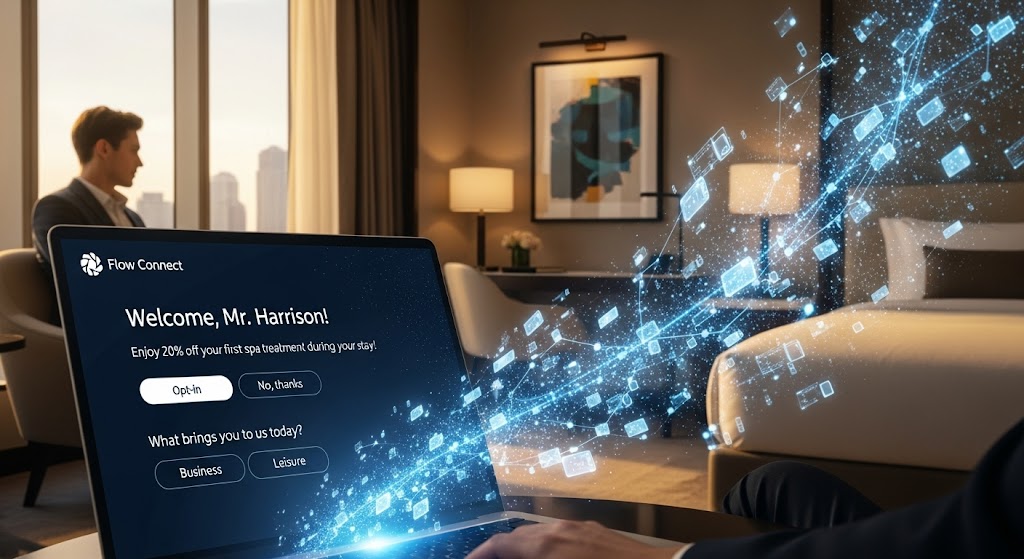 Flow Connect
Welcome, Mr. Harrison!
Enjoy 20% off your first spa treatment during your stay!
Opt-in
No, thanks
What brings you to us today?
Business
Leisure